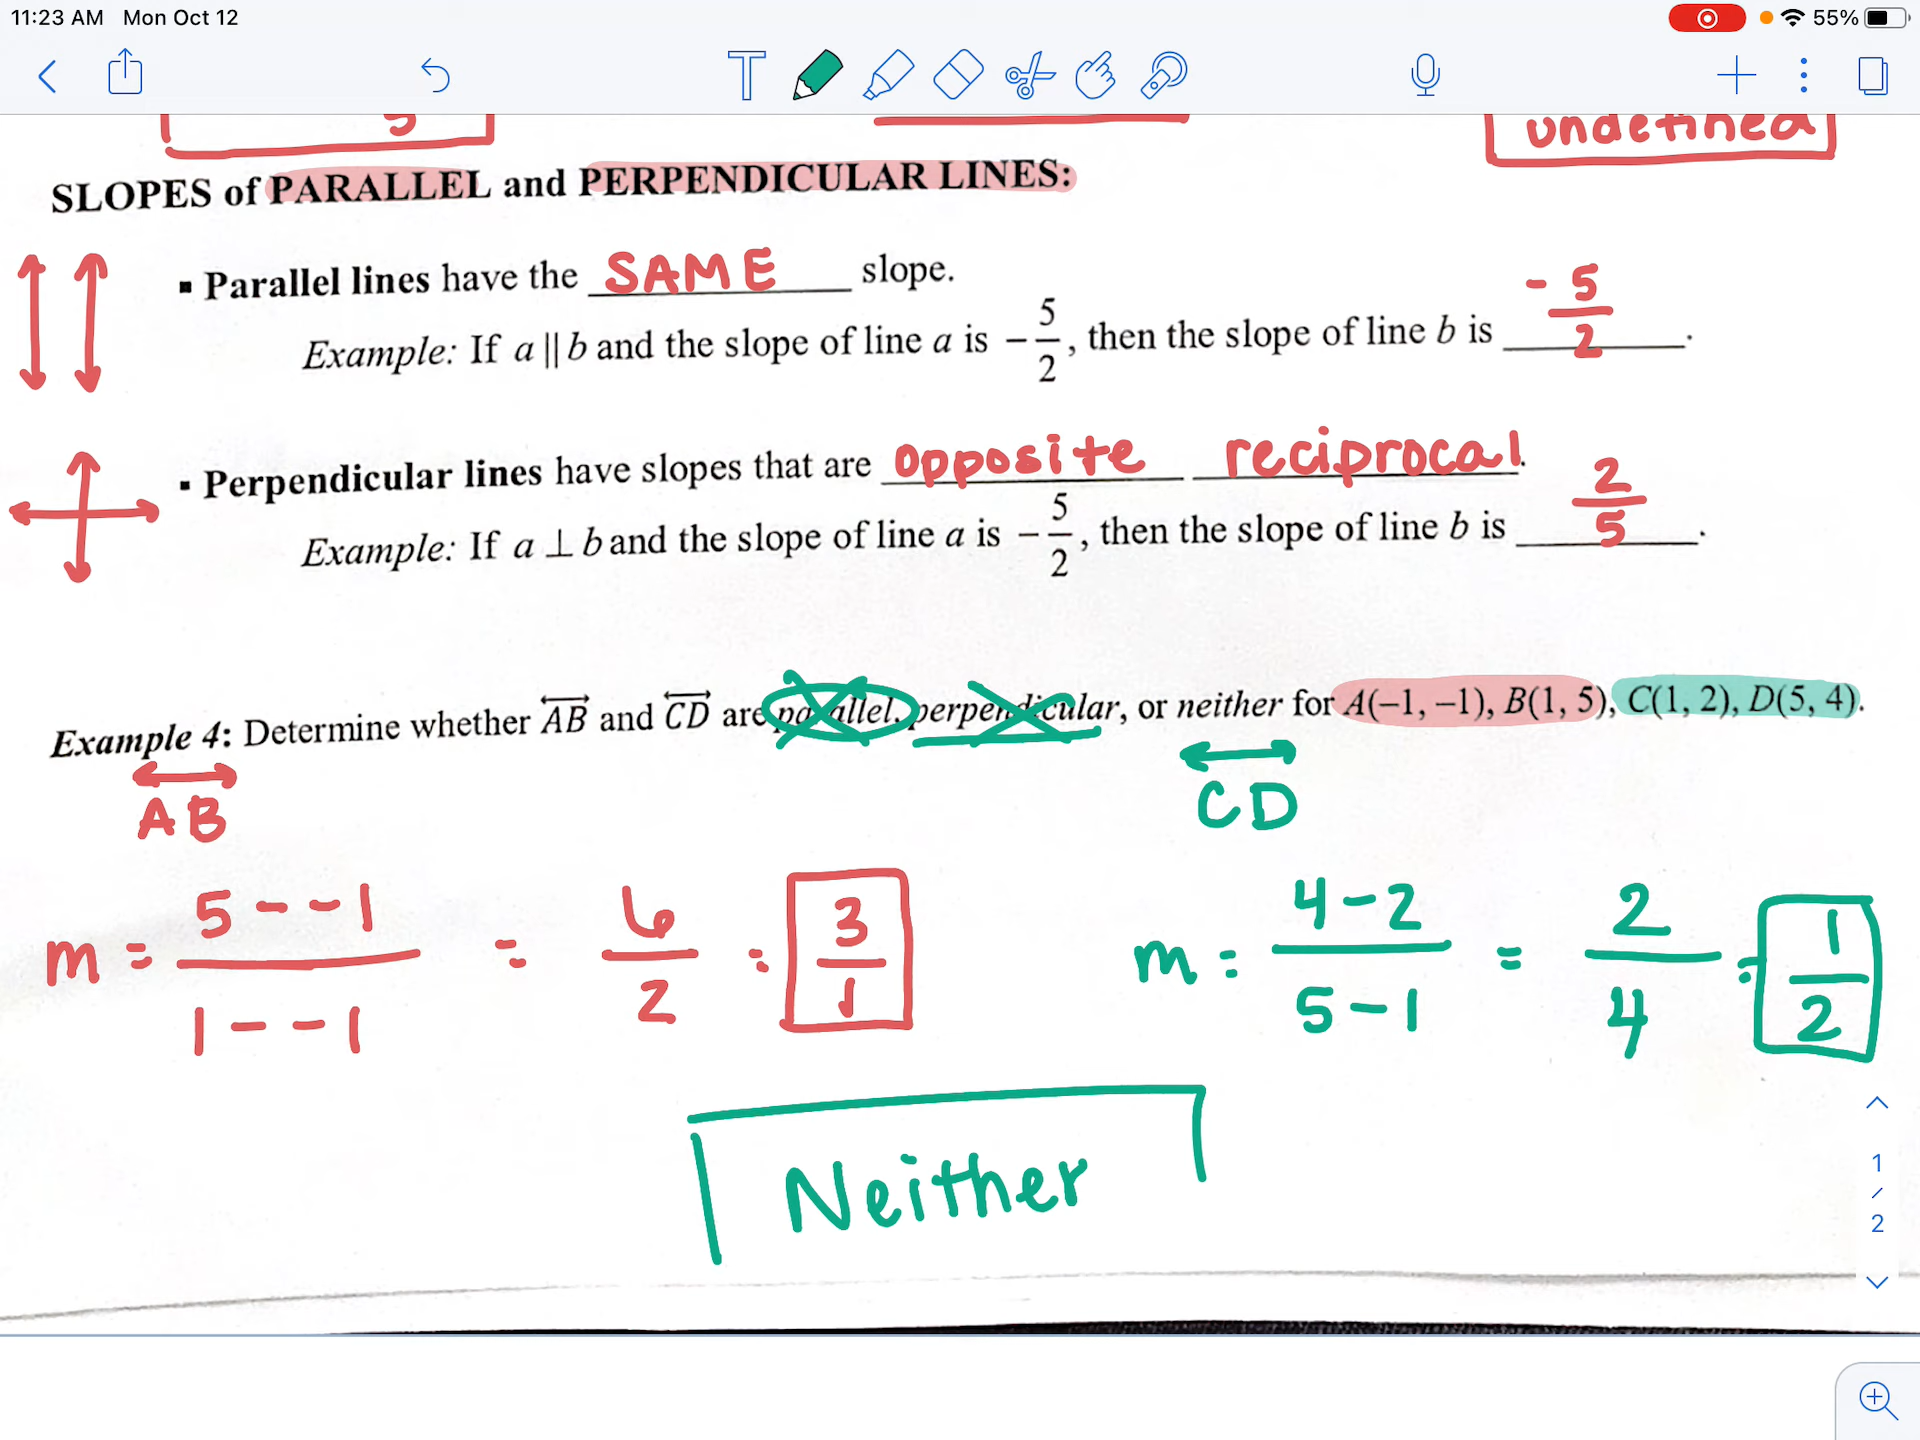 11:23 AM Mon Oct 12
55%
T
undefined
SLOPES of PARALLEL and PERPENDICULAR LINES:
▪ Parallel lines have the SAME slope.
Example: If a || b and the slope of line a is −5/2, then the slope of line b is -5/2.
▪ Perpendicular lines have slopes that are opposite reciprocal.
Example: If a ⊥ b and the slope of line a is −5/2, then the slope of line b is 2/5.
Example 4: Determine whether AB and CD are parallel, perpendicular, or neither for A(−1, −1), B(1, 5), C(1, 2), D(5, 4).
AB
CD
m = 5 - -1 / 1 - -1 = 6/2 = 3/1
m = 4 - 2 / 5 - 1 = 2/4 = 1/2
Neither
1
/
2